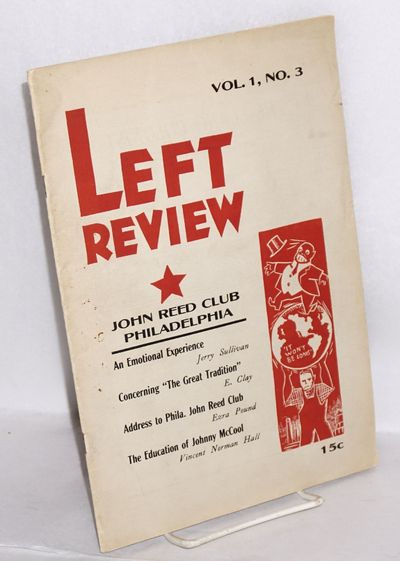 VOL. 1, NO. 3
LEFT
REVIEW
JOHN REED CLUB
PHILADELPHIA
An Emotional Experience
Jerry Sullivan
Concerning "The Great Tradition"
E. Clay
Address to Phila. John Reed Club
Ezra Pound
The Education of Johnny McCool
Vincent Norman Hall
"IT
WON'T
BE LONG"
15c